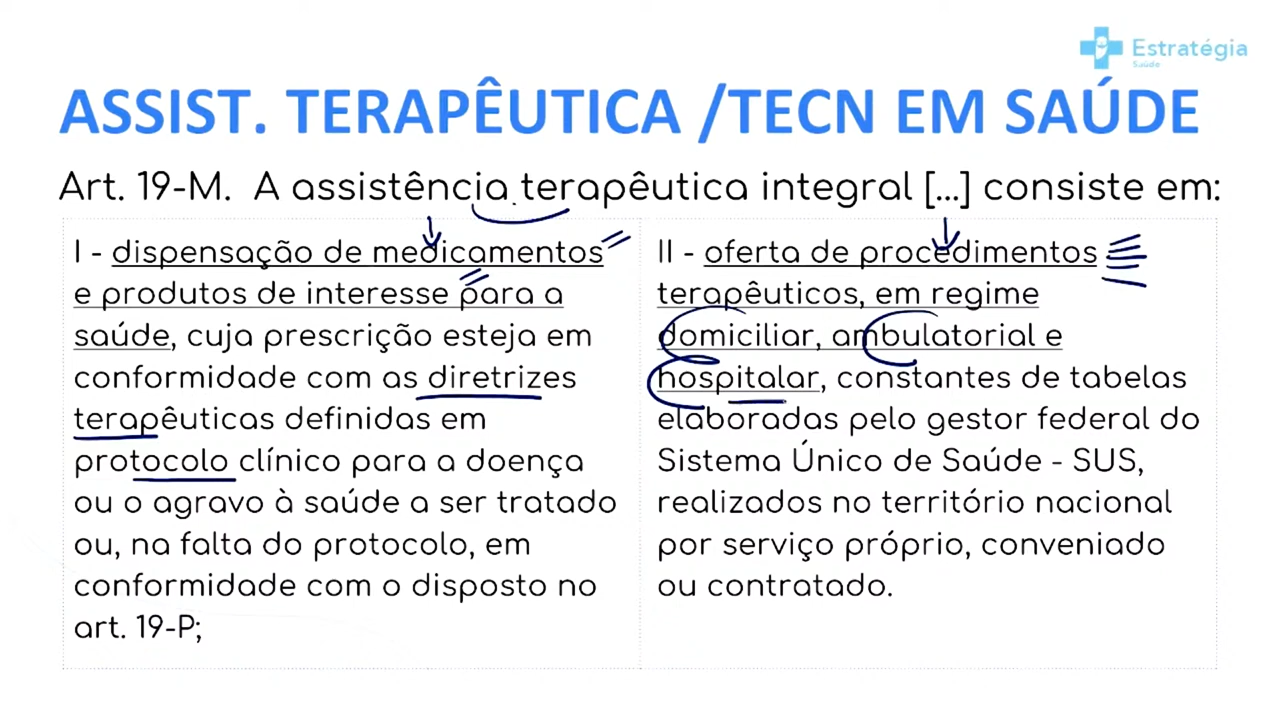 Estratégia
Saúde
ASSIST. TERAPÊUTICA /TECN EM SAÚDE
Art. 19-M. A assistência terapêutica integral [...] consiste em:
I - dispensação de medicamentos
e produtos de interesse para a
saúde, cuja prescrição esteja em
conformidade com as diretrizes
terapêuticas definidas em
protocolo clínico para a doença
ou o agravo à saúde a ser tratado
ou, na falta do protocolo, em
conformidade com o disposto no
art. 19-P;
II - oferta de procedimentos
terapêuticos, em regime
domiciliar, ambulatorial e
hospitalar, constantes de tabelas
elaboradas pelo gestor federal do
Sistema Único de Saúde - SUS,
realizados no território nacional
por serviço próprio, conveniado
ou contratado.